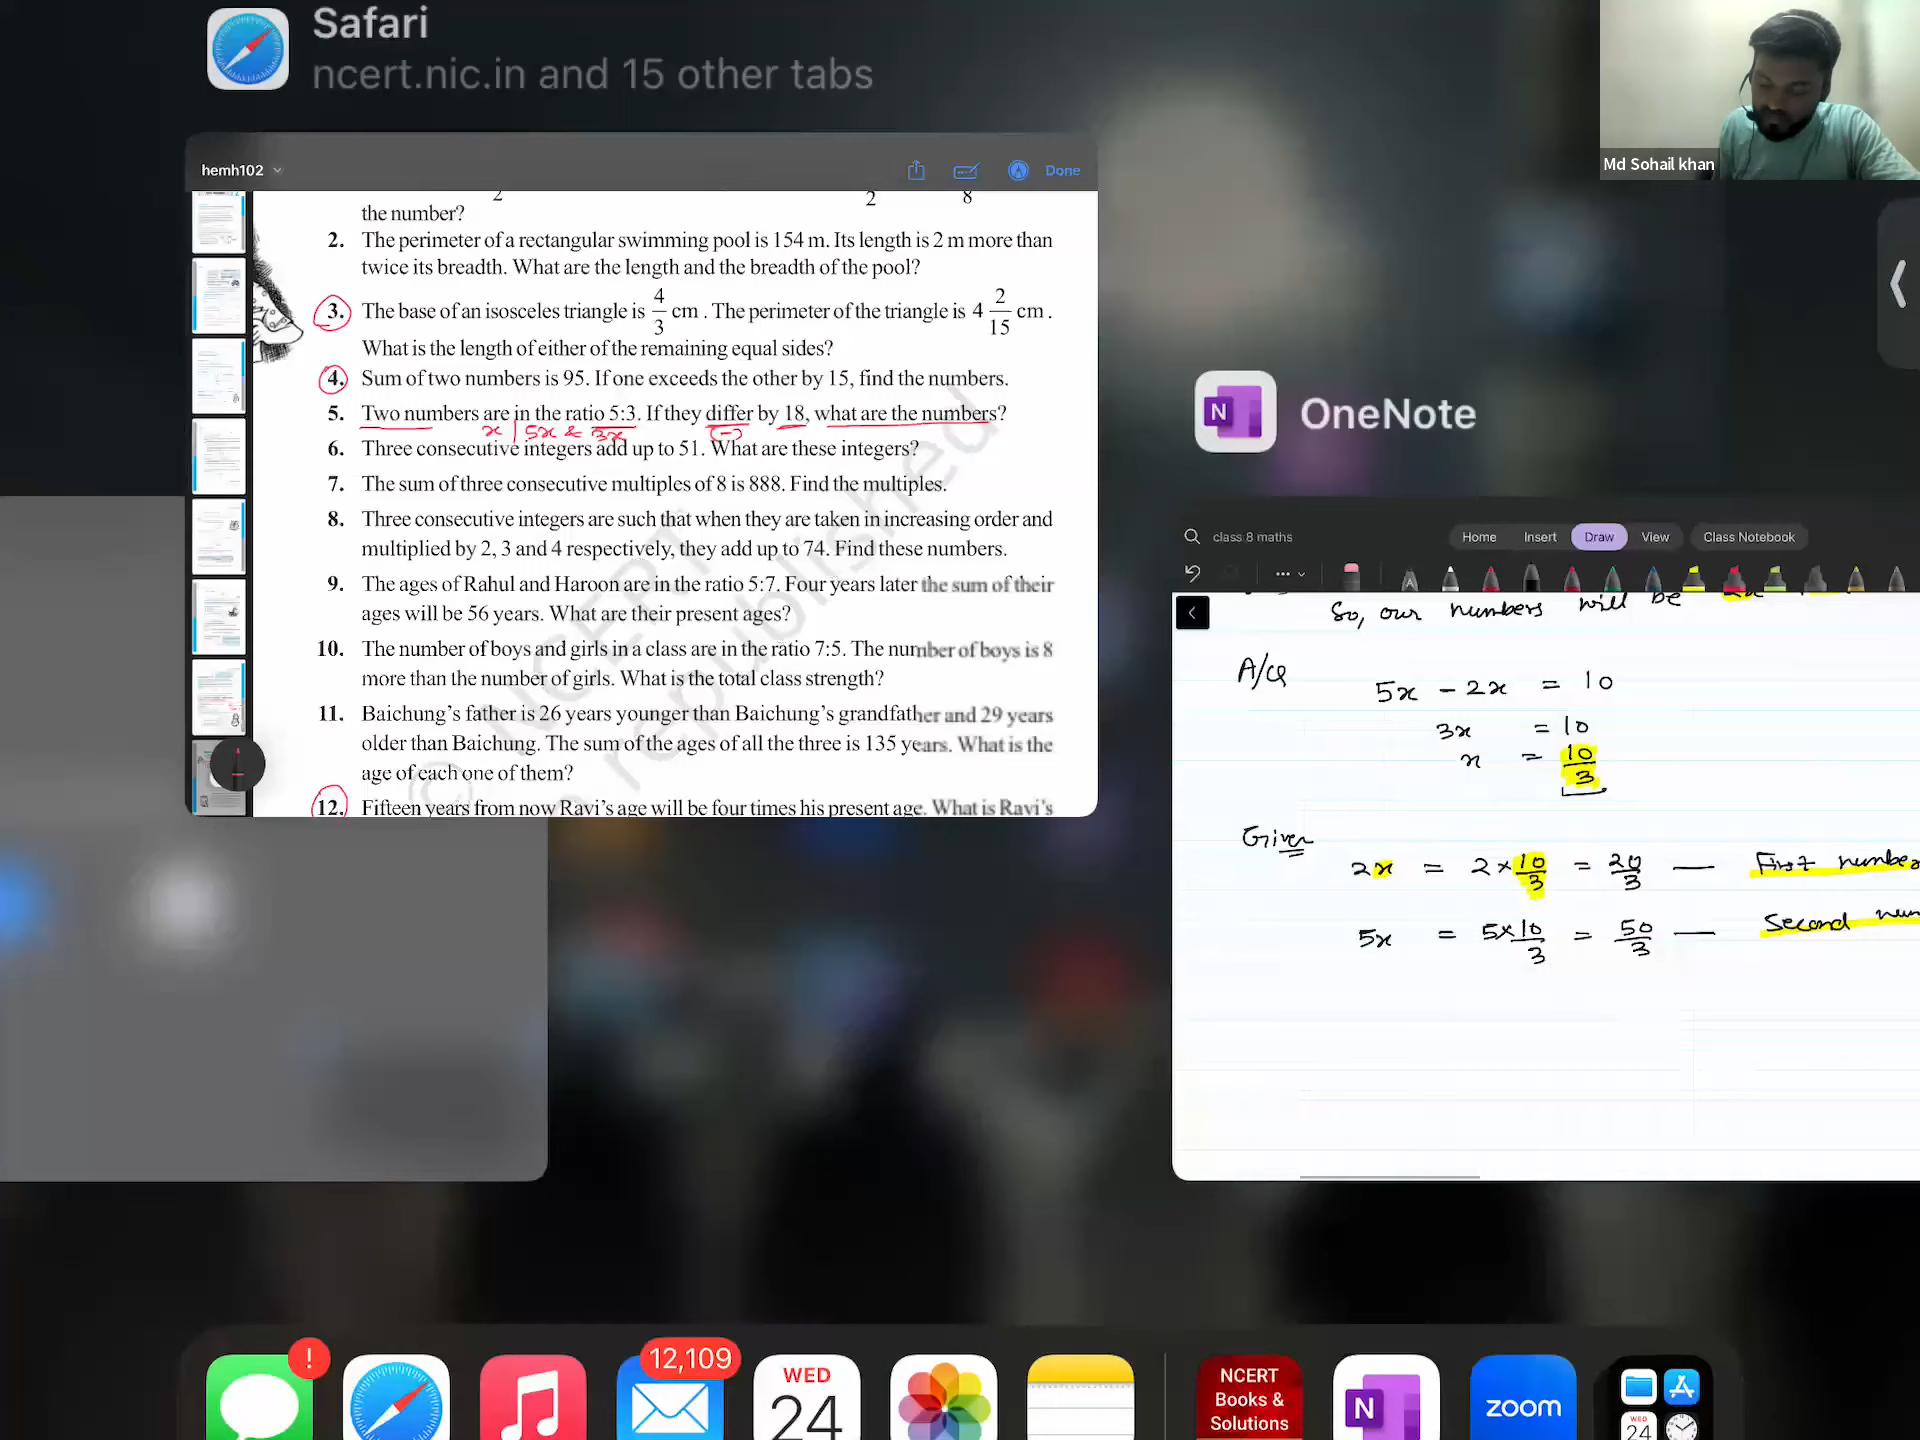 Safari
ncert.nic.in and 15 other tabs
Md Sohail khan
hemh102
Done
2
2 8
the number?
2. The perimeter of a rectangular swimming pool is 154 m. Its length is 2 m more than
twice its breadth. What are the length and the breadth of the pool?
3. The base of an isosceles triangle is 4/3 cm . The perimeter of the triangle is 4 2/15 cm .
What is the length of either of the remaining equal sides?
4. Sum of two numbers is 95. If one exceeds the other by 15, find the numbers.
5. Two numbers are in the ratio 5:3. If they differ by 18, what are the numbers?
x | 5x & 3x (-)
6. Three consecutive integers add up to 51. What are these integers?
7. The sum of three consecutive multiples of 8 is 888. Find the multiples.
8. Three consecutive integers are such that when they are taken in increasing order and
multiplied by 2, 3 and 4 respectively, they add up to 74. Find these numbers.
9. The ages of Rahul and Haroon are in the ratio 5:7. Four years later the sum of their
ages will be 56 years. What are their present ages?
10. The number of boys and girls in a class are in the ratio 7:5. The number of boys is 8
more than the number of girls. What is the total class strength?
11. Baichung’s father is 26 years younger than Baichung’s grandfather and 29 years
older than Baichung. The sum of the ages of all the three is 135 years. What is the
age of each one of them?
12. Fifteen years from now Ravi’s age will be four times his present age. What is Ravi’s
© NCERT
republished
OneNote
class 8 maths
Home Insert Draw View Class Notebook
So, our numbers will be
A/Q
5x - 2x = 10
3x = 10
x = 10/3
Given
2x = 2 × 10/3 = 20/3 — First number
5x = 5×10/3 = 50/3 — Second num
!
12,109
WED
24
NCERT
Books &
Solutions
N
zoom
WED
24